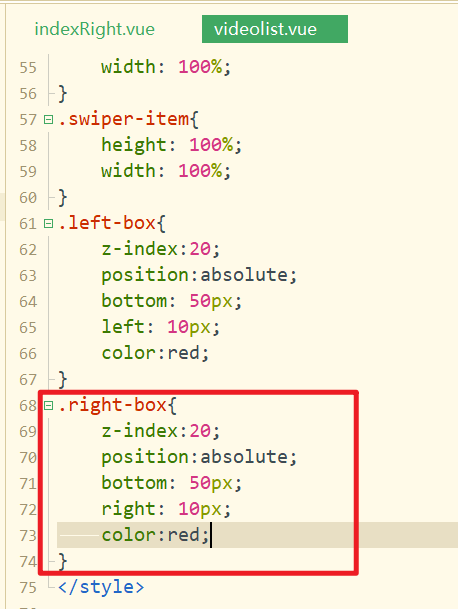 indexRight.vue videolist.vue
55 width: 100%;
56 }
57 .swiper-item{
58 height: 100%;
59 width: 100%;
60 }
61 .left-box{
62 z-index:20;
63 position:absolute;
64 bottom: 50px;
65 left: 10px;
66 color:red;
67 }
68 .right-box{
69 z-index:20;
70 position:absolute;
71 bottom: 50px;
72 right: 10px;
73 color:red;
74 }
75 </style>